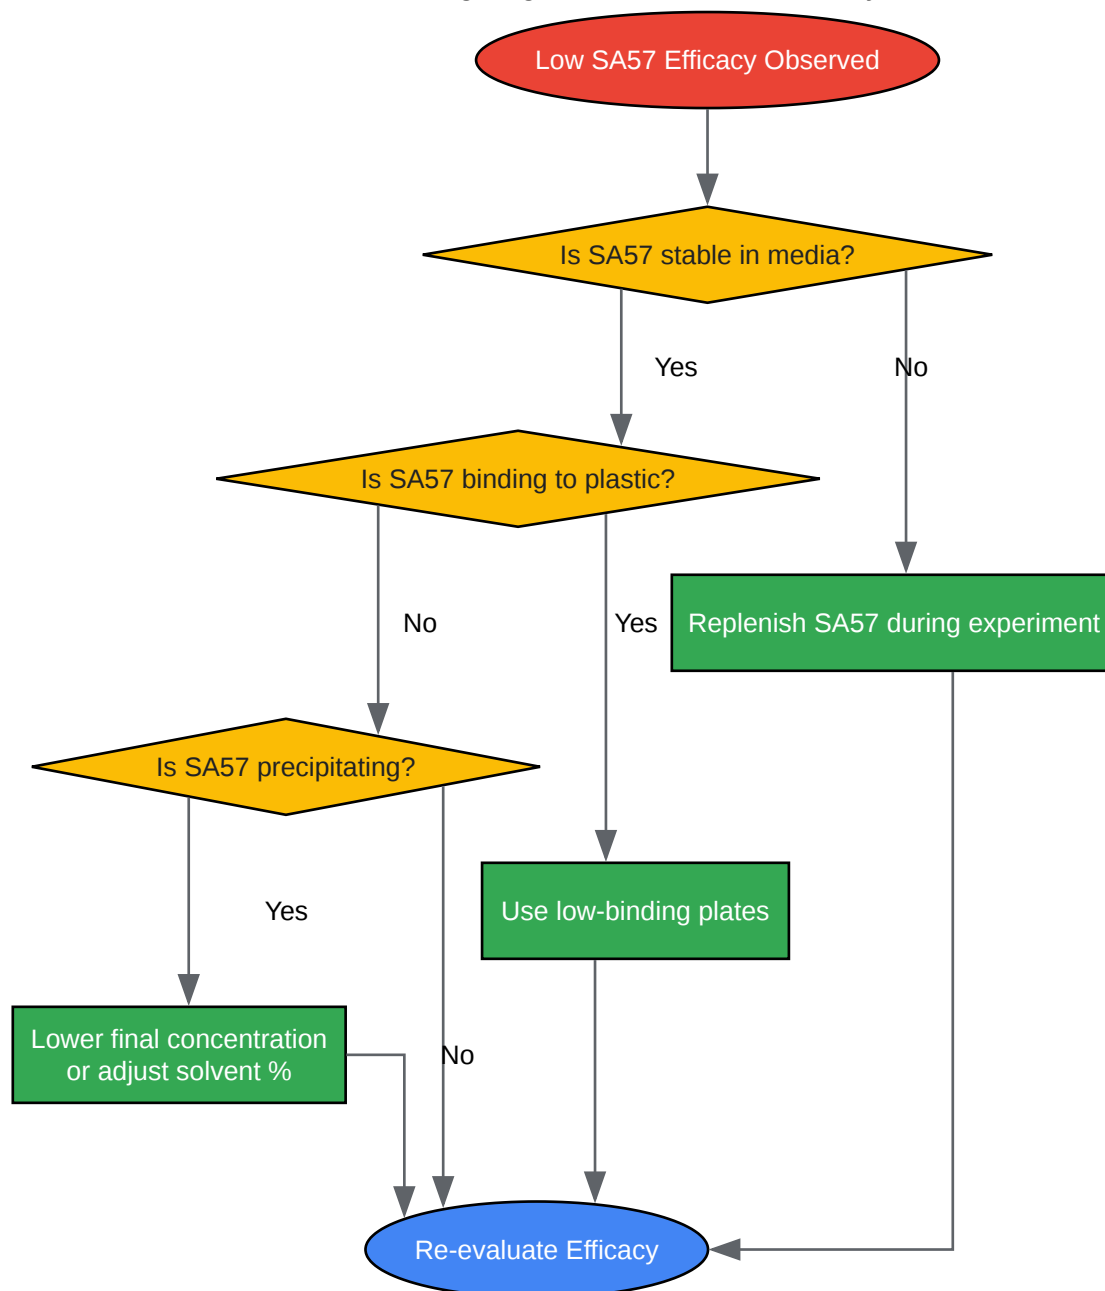 Low SA57 Efficacy Observed
Is SA57 stable in media?
Yes
No
Is SA57 binding to plastic?
No
Yes
Replenish SA57 during experiment
Is SA57 precipitating?
Yes
Use low-binding plates
Lower final concentration
or adjust solvent %
No
Re-evaluate Efficacy